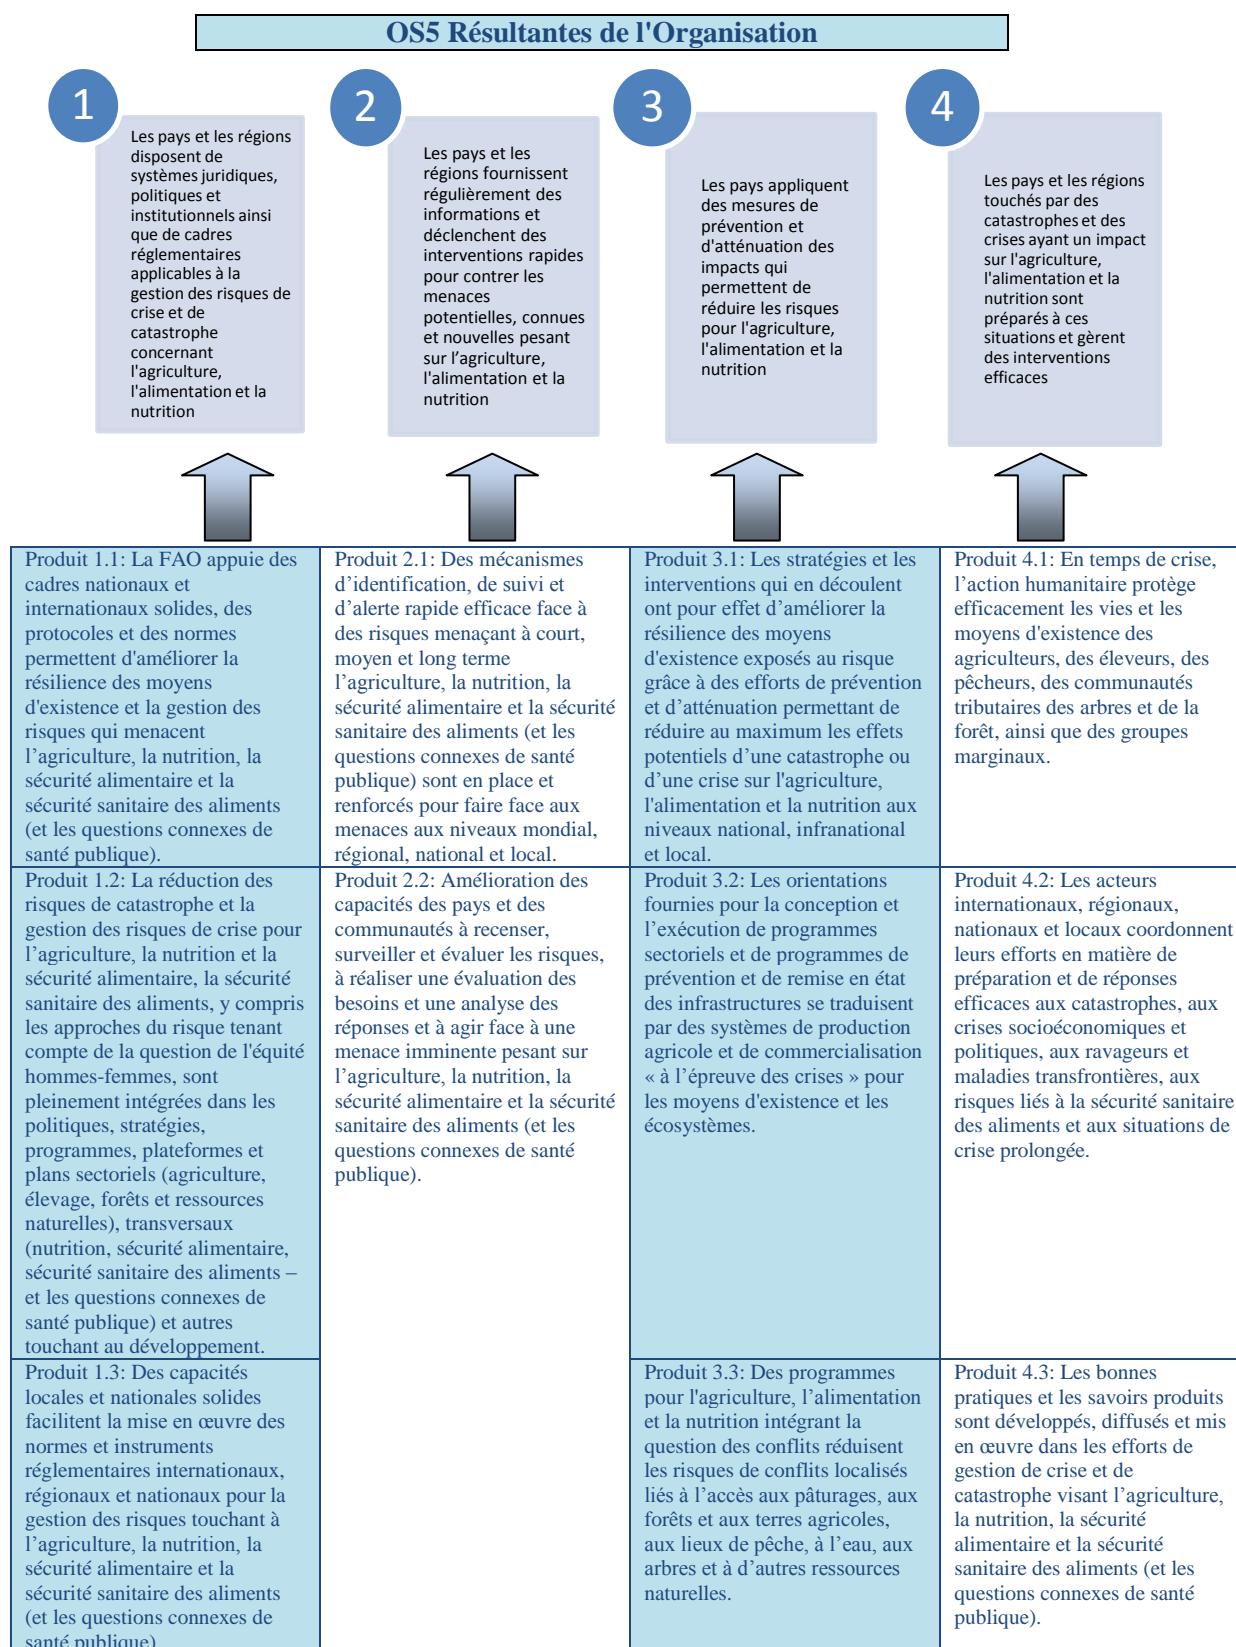 OS5 Résultantes de l'Organisation
1
Les pays et les régions
disposent de
systèmes juridiques,
politiques et
institutionnels ainsi
que de cadres
réglementaires
applicables à la
gestion des risques de
crise et de
catastrophe
concernant
l'agriculture,
l'alimentation et la
nutrition
2
Les pays et les
régions fournissent
régulièrement des
informations et
déclenchent des
interventions rapides
pour contrer les
menaces
potentielles, connues
et nouvelles pesant
sur l’agriculture,
l'alimentation et la
nutrition
3
Les pays appliquent
des mesures de
prévention et
d'atténuation des
impacts qui
permettent de
réduire les risques
pour l'agriculture,
l'alimentation et la
nutrition
4
Les pays et les régions
touchés par des
catastrophes et des
crises ayant un impact
sur l'agriculture,
l'alimentation et la
nutrition sont
préparés à ces
situations et gèrent
des interventions
efficaces
Produit 1.1: La FAO appuie des
cadres nationaux et
internationaux solides, des
protocoles et des normes
permettent d'améliorer la
résilience des moyens
d'existence et la gestion des
risques qui menacent
l’agriculture, la nutrition, la
sécurité alimentaire et la
sécurité sanitaire des aliments
(et les questions connexes de
santé publique).
Produit 2.1: Des mécanismes
d’identification, de suivi et
d’alerte rapide efficace face à
des risques menaçant à court,
moyen et long terme
l’agriculture, la nutrition, la
sécurité alimentaire et la sécurité
sanitaire des aliments (et les
questions connexes de santé
publique) sont en place et
renforcés pour faire face aux
menaces aux niveaux mondial,
régional, national et local.
Produit 3.1: Les stratégies et les
interventions qui en découlent
ont pour effet d’améliorer la
résilience des moyens
d'existence exposés au risque
grâce à des efforts de prévention
et d’atténuation permettant de
réduire au maximum les effets
potentiels d’une catastrophe ou
d’une crise sur l'agriculture,
l'alimentation et la nutrition aux
niveaux national, infranational
et local.
Produit 4.1: En temps de crise,
l’action humanitaire protège
efficacement les vies et les
moyens d'existence des
agriculteurs, des éleveurs, des
pêcheurs, des communautés
tributaires des arbres et de la
forêt, ainsi que des groupes
marginaux.
Produit 1.2: La réduction des
risques de catastrophe et la
gestion des risques de crise pour
l’agriculture, la nutrition et la
sécurité alimentaire, la sécurité
sanitaire des aliments, y compris
les approches du risque tenant
compte de la question de l'équité
hommes-femmes, sont
pleinement intégrées dans les
politiques, stratégies,
programmes, plateformes et
plans sectoriels (agriculture,
élevage, forêts et ressources
naturelles), transversaux
(nutrition, sécurité alimentaire,
sécurité sanitaire des aliments –
et les questions connexes de
santé publique) et autres
touchant au développement.
Produit 2.2: Amélioration des
capacités des pays et des
communautés à recenser,
surveiller et évaluer les risques,
à réaliser une évaluation des
besoins et une analyse des
réponses et à agir face à une
menace imminente pesant sur
l’agriculture, la nutrition, la
sécurité alimentaire et la sécurité
sanitaire des aliments (et les
questions connexes de santé
publique).
Produit 3.2: Les orientations
fournies pour la conception et
l’exécution de programmes
sectoriels et de programmes de
prévention et de remise en état
des infrastructures se traduisent
par des systèmes de production
agricole et de commercialisation
« à l’épreuve des crises » pour
les moyens d'existence et les
écosystèmes.
Produit 4.2: Les acteurs
internationaux, régionaux,
nationaux et locaux coordonnent
leurs efforts en matière de
préparation et de réponses
efficaces aux catastrophes, aux
crises socioéconomiques et
politiques, aux ravageurs et
maladies transfrontières, aux
risques liés à la sécurité sanitaire
des aliments et aux situations de
crise prolongée.
Produit 1.3: Des capacités
locales et nationales solides
facilitent la mise en œuvre des
normes et instruments
réglementaires internationaux,
régionaux et nationaux pour la
gestion des risques touchant à
l’agriculture, la nutrition, la
sécurité alimentaire et la
sécurité sanitaire des aliments
(et les questions connexes de
santé publique)
Produit 3.3: Des programmes
pour l'agriculture, l’alimentation
et la nutrition intégrant la
question des conflits réduisent
les risques de conflits localisés
liés à l’accès aux pâturages, aux
forêts et aux terres agricoles,
aux lieux de pêche, à l’eau, aux
arbres et à d’autres ressources
naturelles.
Produit 4.3: Les bonnes
pratiques et les savoirs produits
sont développés, diffusés et mis
en œuvre dans les efforts de
gestion de crise et de
catastrophe visant l’agriculture,
la nutrition, la sécurité
alimentaire et la sécurité
sanitaire des aliments (et les
questions connexes de santé
publique).